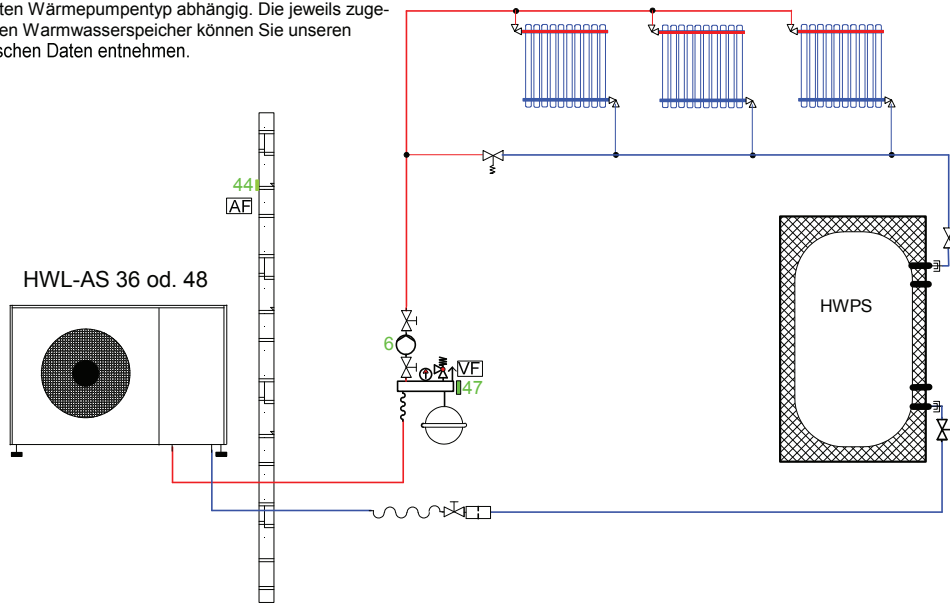 ten Wärmepumpentyp abhängig. Die jeweils zuge-
en Warmwasserspeicher können Sie unseren
schen Daten entnehmen.
44
AF
HWL-AS 36 od. 48
HWPS
6
VF
47